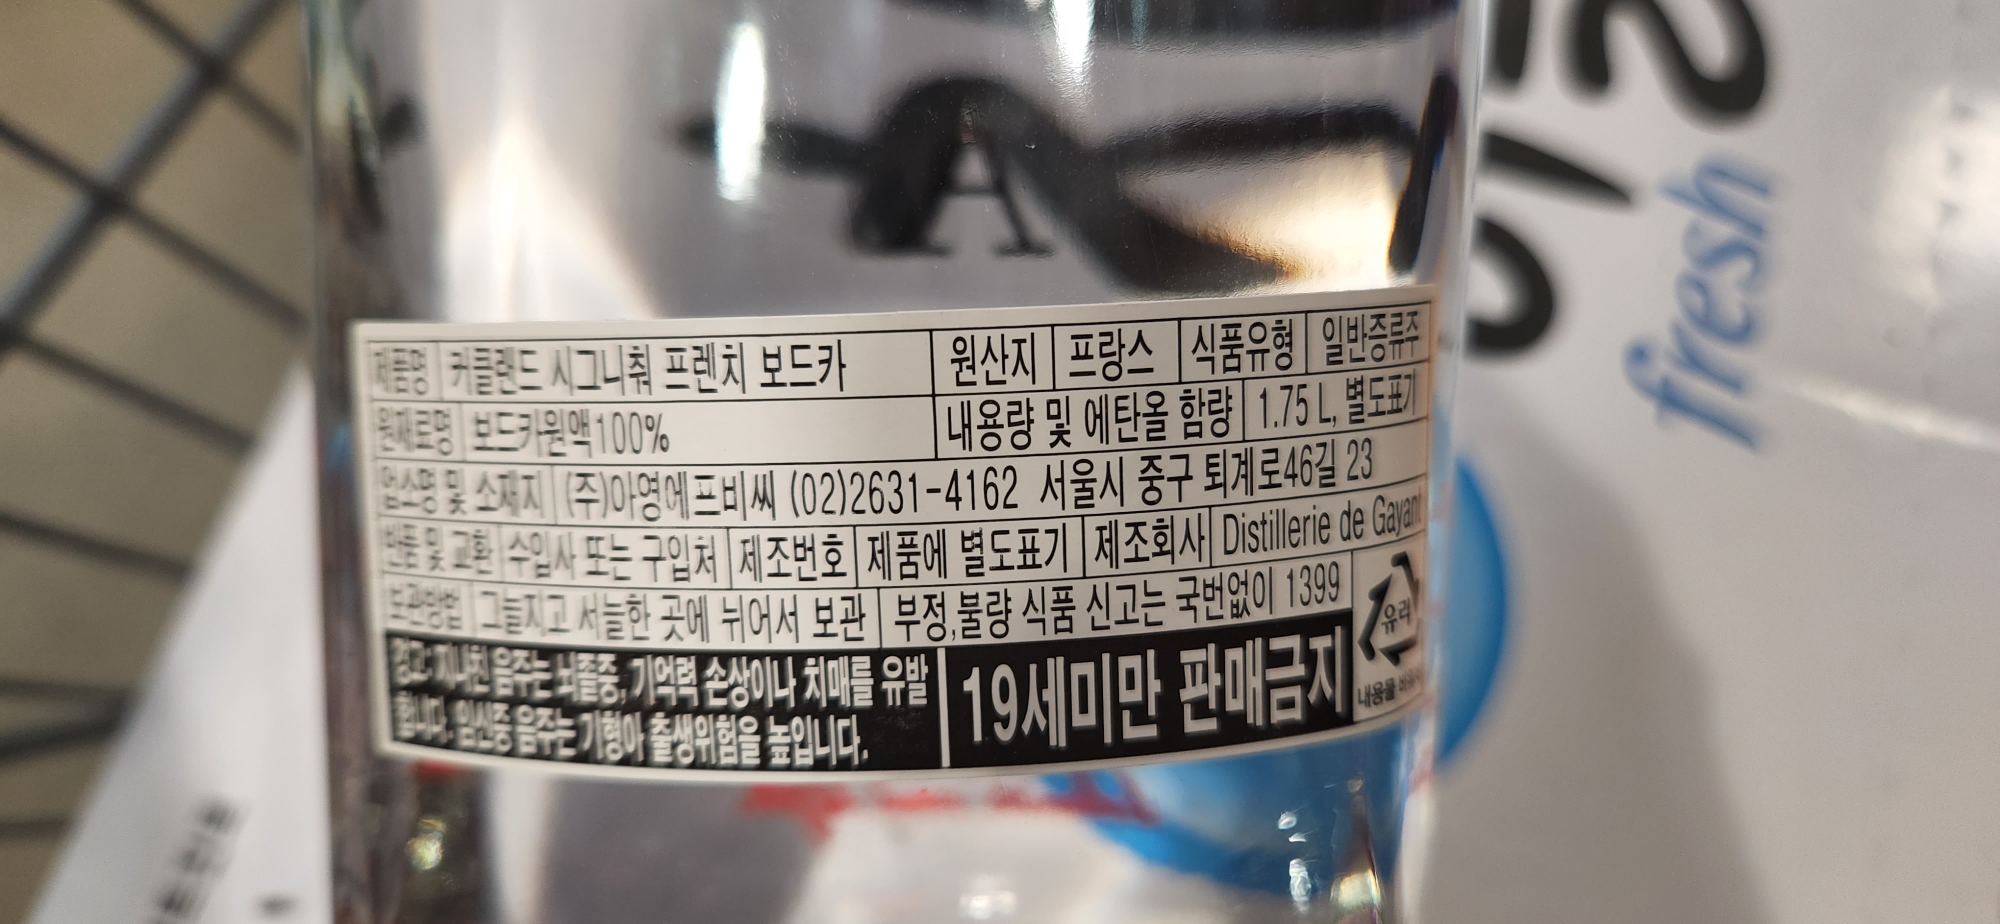 A
fresh
제품명 커클랜드 시그니춰 프렌치 보드카 원산지 프랑스 식품유형 일반증류주
원재료명 보드카원액100% 내용량 및 에탄올 함량 1.75 L, 별도표기
업소명 및 소재지 (주)아영에프비씨 (02)2631-4162 서울시 중구 퇴계로46길 23
반품 및 교환 수입사 또는 구입처 제조번호 제품에 별도표기 제조회사 Distillerie de Gayant
보관방법 그늘지고 서늘한 곳에 뉘어서 보관 부정,불량 식품 신고는 국번없이 1399
유리
경고: 지나친 음주는 뇌졸중, 기억력 손상이나 치매를 유발
합니다. 임신중 음주는 기형아 출생위험을 높입니다.
19세미만 판매금지
내용물